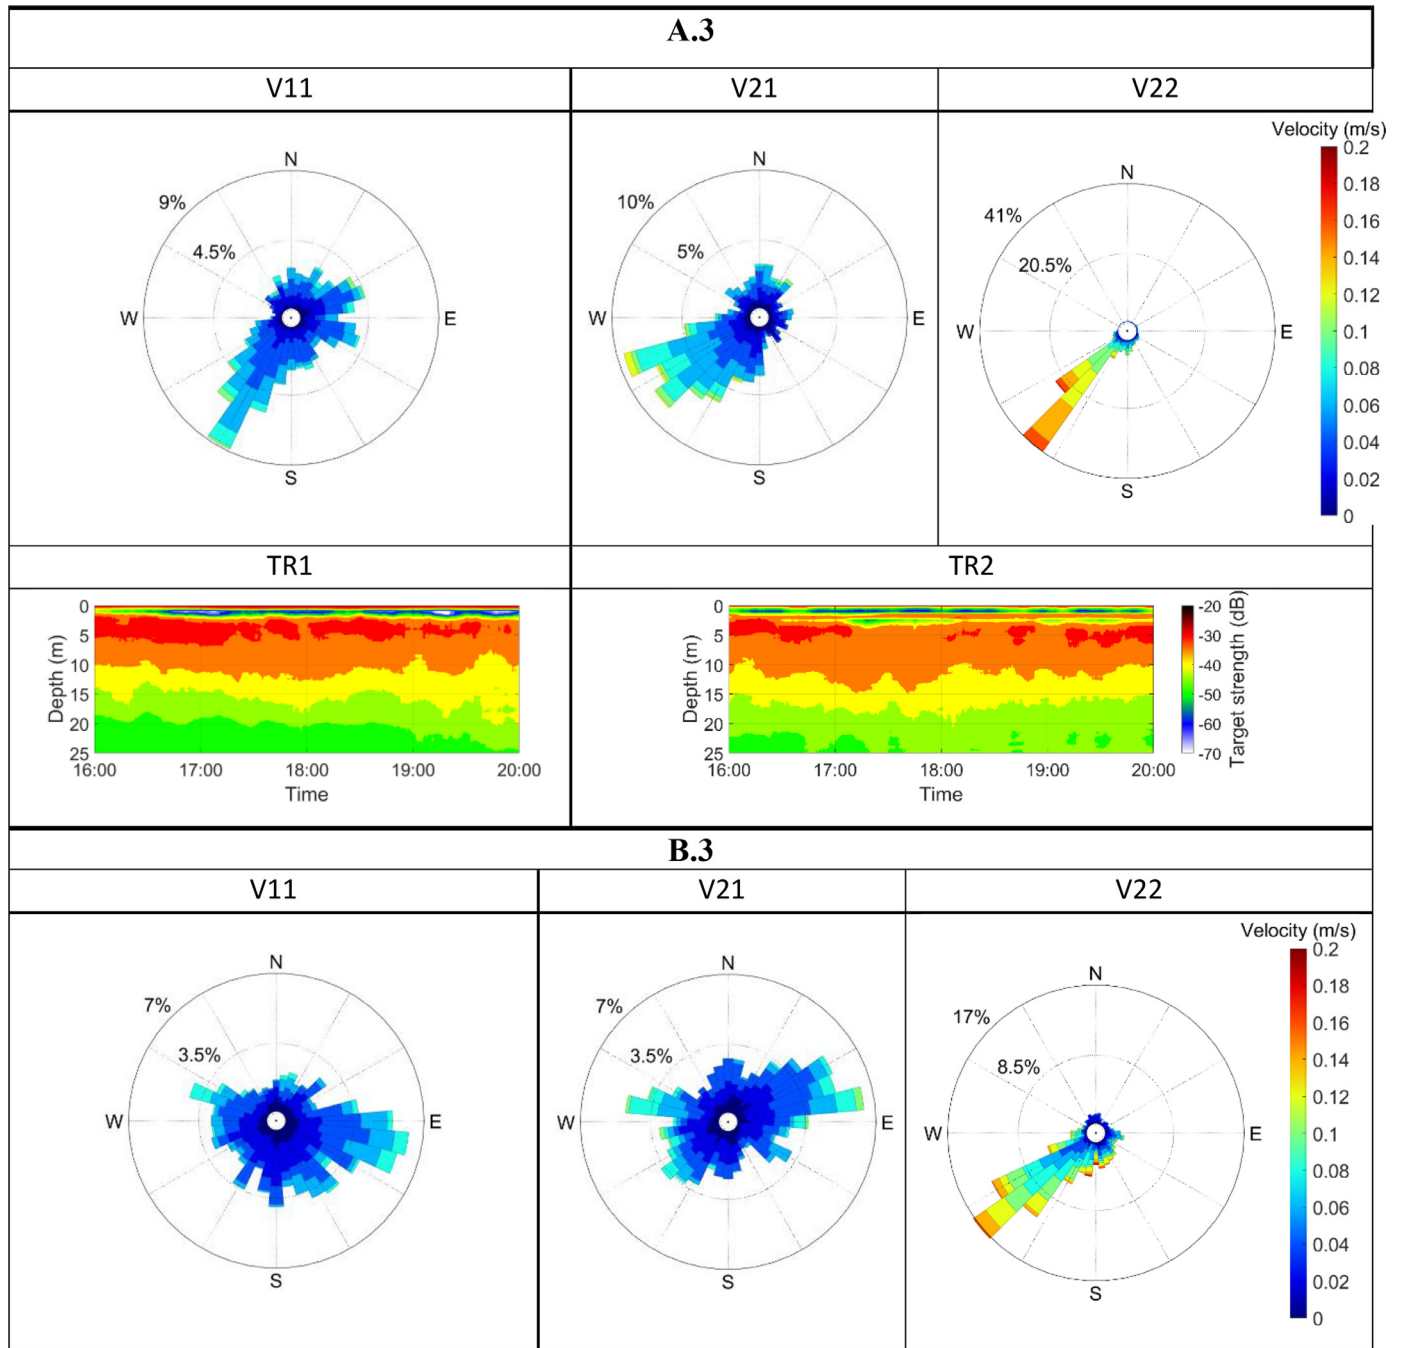 A.3
V11 V21 V22
Velocity (m/s)
N N N
9% 10% 41%
4.5% 5% 20.5%
W E W E W E
S S S
0.2
0.18
0.16
0.14
0.12
0.1
0.08
0.06
0.04
0.02
0
TR1 TR2
Depth (m)
0
5
10
15
20
25
16:00 17:00 18:00 19:00 20:00
Time
Depth (m)
0
5
10
15
20
25
16:00 17:00 18:00 19:00 20:00
Time
-20
-30
-40
-50
-60
-70
Target strength (dB)
B.3
V11 V21 V22
Velocity (m/s)
N N N
7% 7% 17%
3.5% 3.5% 8.5%
W E W E W E
S S S
0.2
0.18
0.16
0.14
0.12
0.1
0.08
0.06
0.04
0.02
0